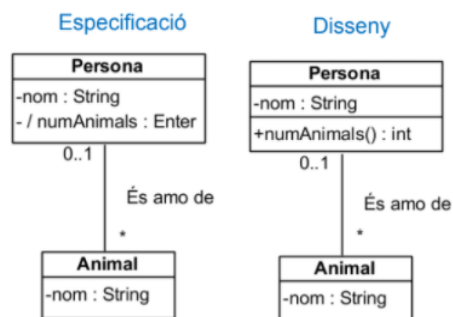 Especificació
Persona
-nom : String
- / numAnimals : Enter
0..1
És amo de
*
Animal
-nom : String
Disseny
Persona
-nom : String
+numAnimals() : int
0..1
És amo de
*
Animal
-nom : String